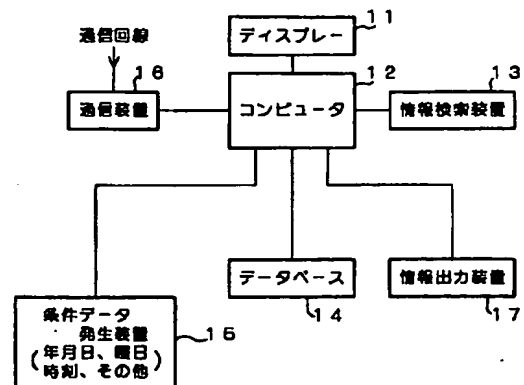 ディスプレー
11
通信回線
16
通信装置
コンピュータ
12
情報検索装置
13
データベース
14
情報出力装置
17
条件データ
発生装置
(年月日、曜日
時刻、その他)
15